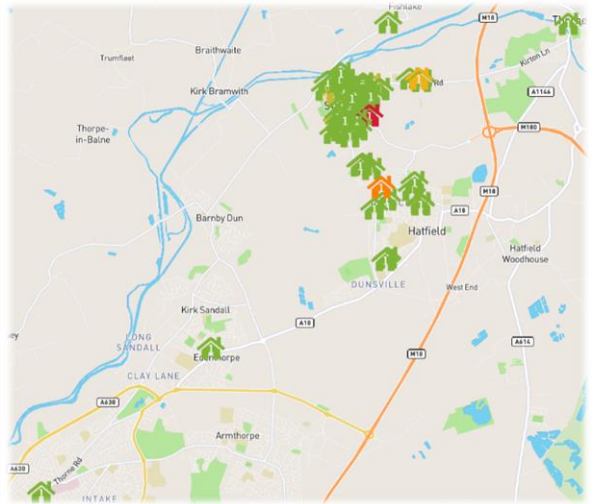 Fishlake
M18
Braithwaite
Trumfleet
Kirton Ln
Rd
Kirk Bramwith
A1146
Thorpe-
in-Balne
M180
M18
A18
Barnby Dun
Hatfield
Hatfield
Woodhouse
DUNSVILLE
West End
Kirk Sandall
A18
LONG
SANDALL
A614
M18
Edenthorpe
CLAY LANE
A630
Armthorpe
Thorne Rd
A630
INTAKE